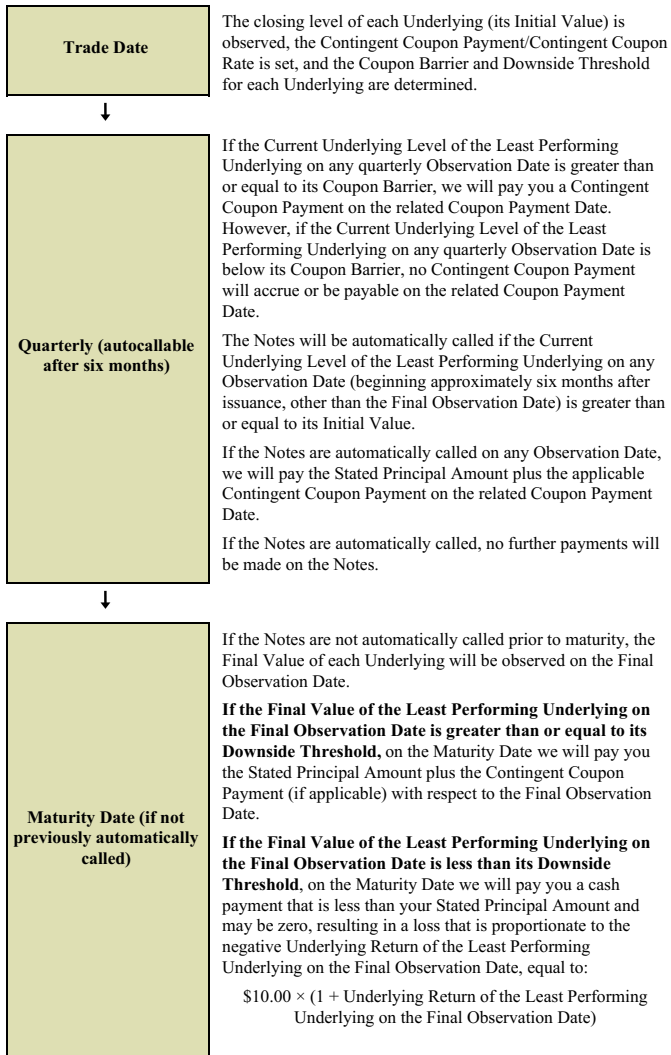 Trade Date
The closing level of each Underlying (its Initial Value) is
observed, the Contingent Coupon Payment/Contingent Coupon
Rate is set, and the Coupon Barrier and Downside Threshold
for each Underlying are determined.
↓
Quarterly (autocallable
after six months)
If the Current Underlying Level of the Least Performing
Underlying on any quarterly Observation Date is greater than
or equal to its Coupon Barrier, we will pay you a Contingent
Coupon Payment on the related Coupon Payment Date.
However, if the Current Underlying Level of the Least
Performing Underlying on any quarterly Observation Date is
below its Coupon Barrier, no Contingent Coupon Payment
will accrue or be payable on the related Coupon Payment
Date.
The Notes will be automatically called if the Current
Underlying Level of the Least Performing Underlying on any
Observation Date (beginning approximately six months after
issuance, other than the Final Observation Date) is greater than
or equal to its Initial Value.
If the Notes are automatically called on any Observation Date,
we will pay the Stated Principal Amount plus the applicable
Contingent Coupon Payment on the related Coupon Payment
Date.
If the Notes are automatically called, no further payments will
be made on the Notes.
↓
Maturity Date (if not
previously automatically
called)
If the Notes are not automatically called prior to maturity, the
Final Value of each Underlying will be observed on the Final
Observation Date.
If the Final Value of the Least Performing Underlying on
the Final Observation Date is greater than or equal to its
Downside Threshold, on the Maturity Date we will pay you
the Stated Principal Amount plus the Contingent Coupon
Payment (if applicable) with respect to the Final Observation
Date.
If the Final Value of the Least Performing Underlying on
the Final Observation Date is less than its Downside
Threshold, on the Maturity Date we will pay you a cash
payment that is less than your Stated Principal Amount and
may be zero, resulting in a loss that is proportionate to the
negative Underlying Return of the Least Performing
Underlying on the Final Observation Date, equal to:
$10.00 × (1 + Underlying Return of the Least Performing
Underlying on the Final Observation Date)